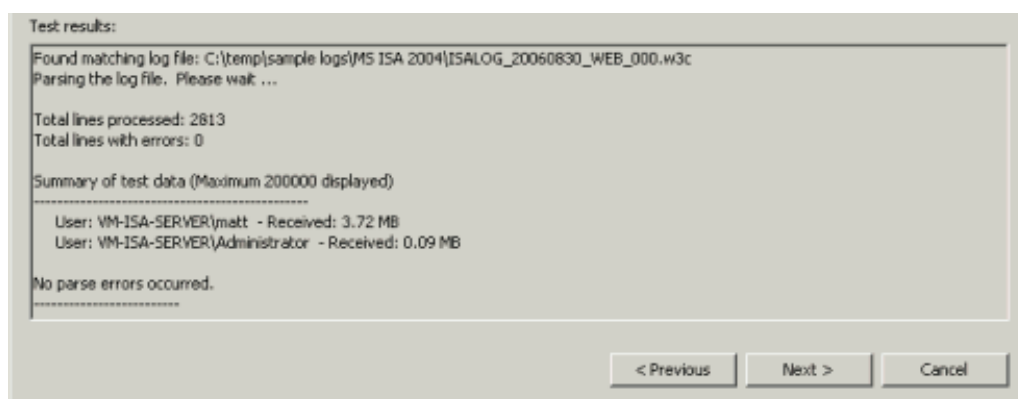 Test results:
Found matching log file: C:\temp\sample logs\MS ISA 2004\ISALOG_20060830_WEB_000.w3c
Parsing the log file.  Please wait ...
Total lines processed: 2813
Total lines with errors: 0
Summary of test data (Maximum 200000 displayed)
-----------------------------------------------
User: VM-ISA-SERVER\matt  - Received: 3.72 MB
User: VM-ISA-SERVER\Administrator  - Received: 0.09 MB
No parse errors occurred.
-------------------------
< Previous Next > Cancel